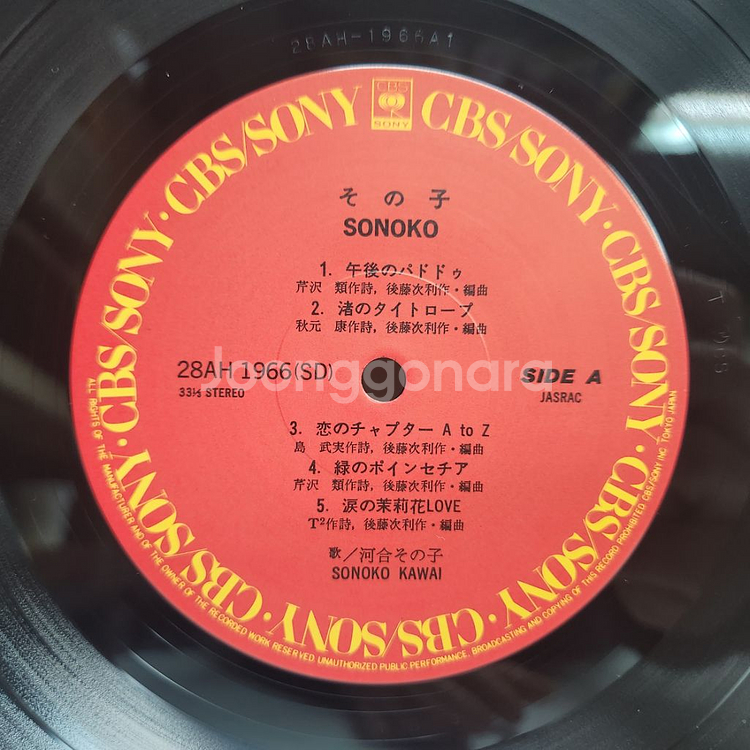 28AH-1966A1
CBS/SONY · CBS/SONY · CBS/SONY · CBS/SONY · CBS/SONY · CBS/SONY · CBS/SONY · CBS/SONY
CBS
SONY
その子
SONOKO
1. 午後のパドドゥ
芹沢 類作詩, 後藤次利作・編曲
2. 渚のタイトロープ
秋元 康作詩, 後藤次利作・編曲
28AH 1966(SD)
33⅓ STEREO
SIDE A
JASRAC
Joonggonara
3. 恋のチャプター A to Z
島 武実作詩, 後藤次利作・編曲
4. 緑のポインセチア
芹沢 類作詩, 後藤次利作・編曲
5. 涙の茉莉花LOVE
T²作詩, 後藤次利作・編曲
歌/河合その子
SONOKO KAWAI
ALL RIGHTS OF THE MANUFACTURER AND OF THE OWNER OF THE RECORDED WORK RESERVED. UNAUTHORIZED PUBLIC PERFORMANCE, BROADCASTING AND COPYING OF THIS RECORD PROHIBITED. CBS/SONY INC. TOKYO JAPAN